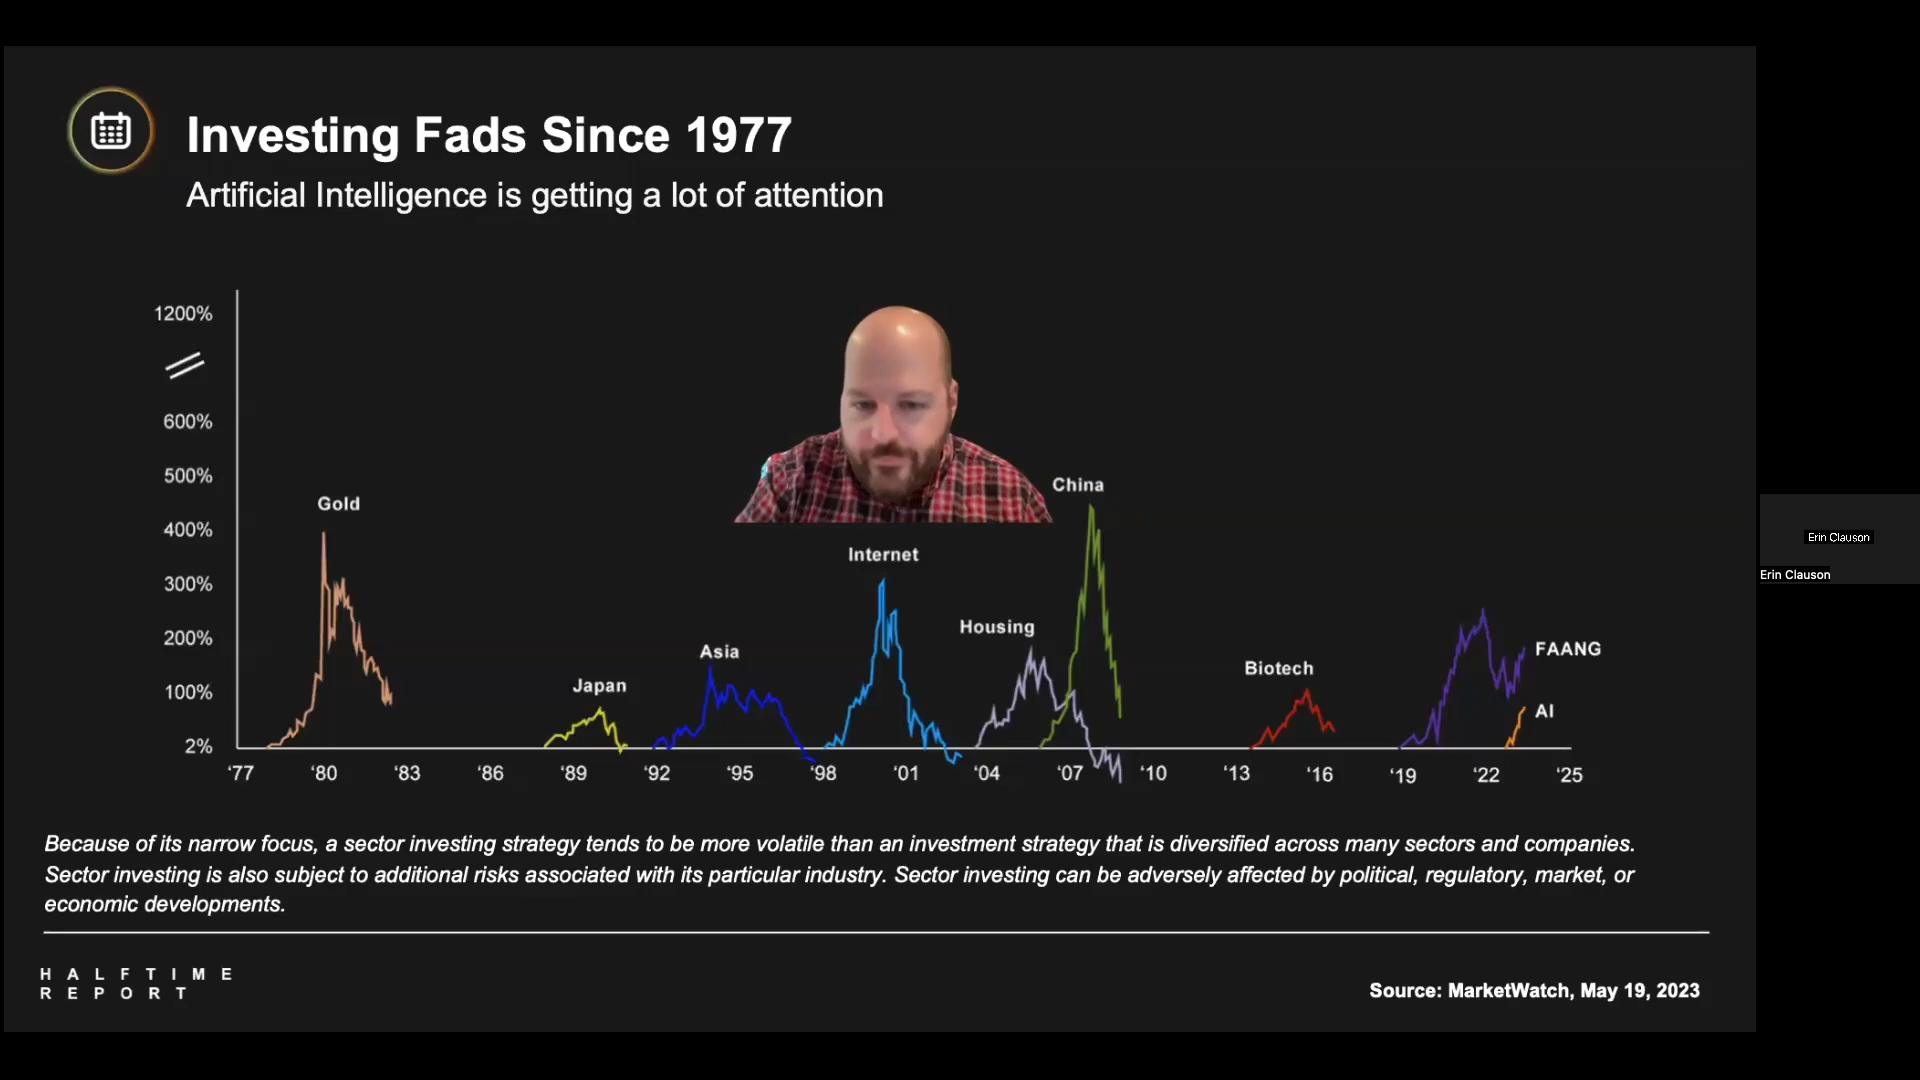 Investing Fads Since 1977
Artificial Intelligence is getting a lot of attention
1200%
600%
500%
400%
300%
200%
100%
2%
Gold
Japan
Asia
Internet
Housing
China
Biotech
FAANG
AI
‘77 ‘80 ‘83 ‘86 ‘89 ‘92 ‘95 ‘98 ‘01 ‘04 ‘07 ‘10 ‘13 ‘16 ‘19 ‘22 ‘25
Because of its narrow focus, a sector investing strategy tends to be more volatile than an investment strategy that is diversified across many sectors and companies.
Sector investing is also subject to additional risks associated with its particular industry. Sector investing can be adversely affected by political, regulatory, market, or
economic developments.
HALFTIME
REPORT
Source: MarketWatch, May 19, 2023
Erin Clauson
Erin Clauson